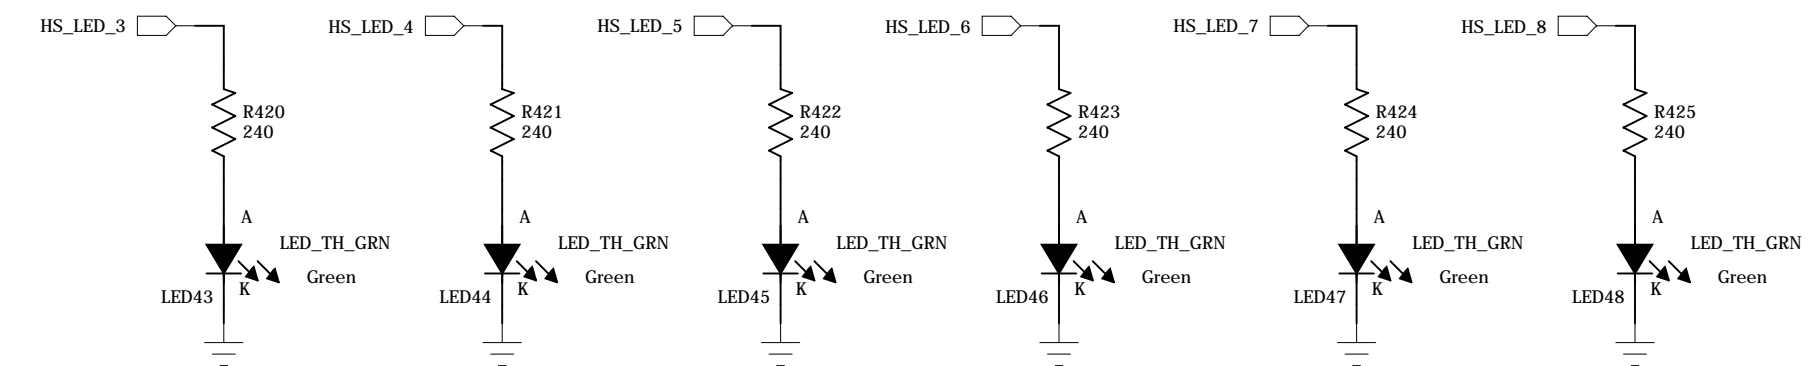 HS_LED_3
HS_LED_4
HS_LED_5
HS_LED_6
HS_LED_7
HS_LED_8
R420
240
R421
240
R422
240
R423
240
R424
240
R425
240
A
LED_TH_GRN
Green
K
LED43
A
LED_TH_GRN
Green
K
LED44
A
LED_TH_GRN
Green
K
LED45
A
LED_TH_GRN
Green
K
LED46
A
LED_TH_GRN
Green
K
LED47
A
LED_TH_GRN
Green
K
LED48